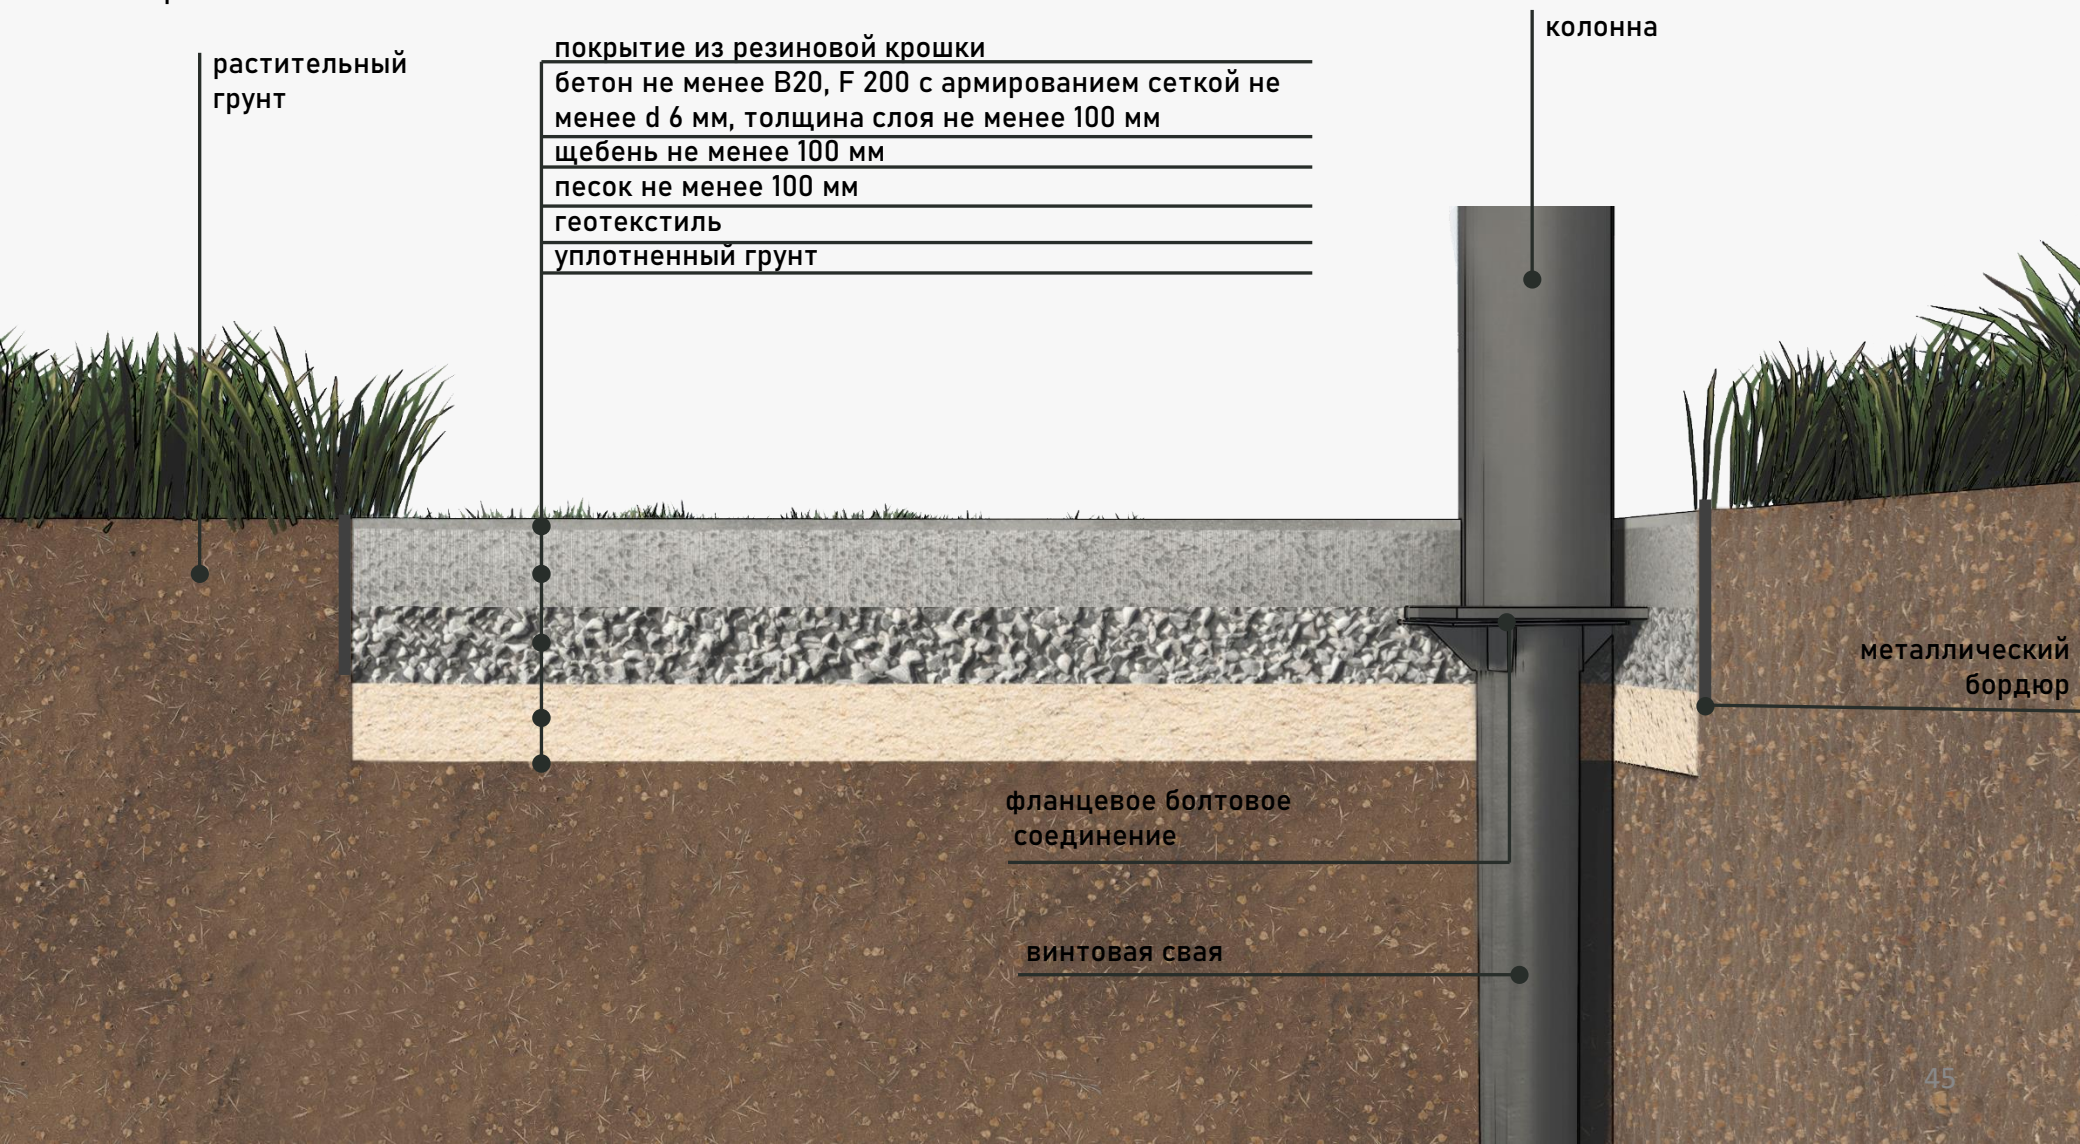 растительный
грунт
покрытие из резиновой крошки
бетон не менее В20, F 200 с армированием сеткой не
менее d 6 мм, толщина слоя не менее 100 мм
щебень не менее 100 мм
песок не менее 100 мм
геотекстиль
уплотненный грунт
колонна
металлический
бордюр
фланцевое болтовое
соединение
винтовая свая
45